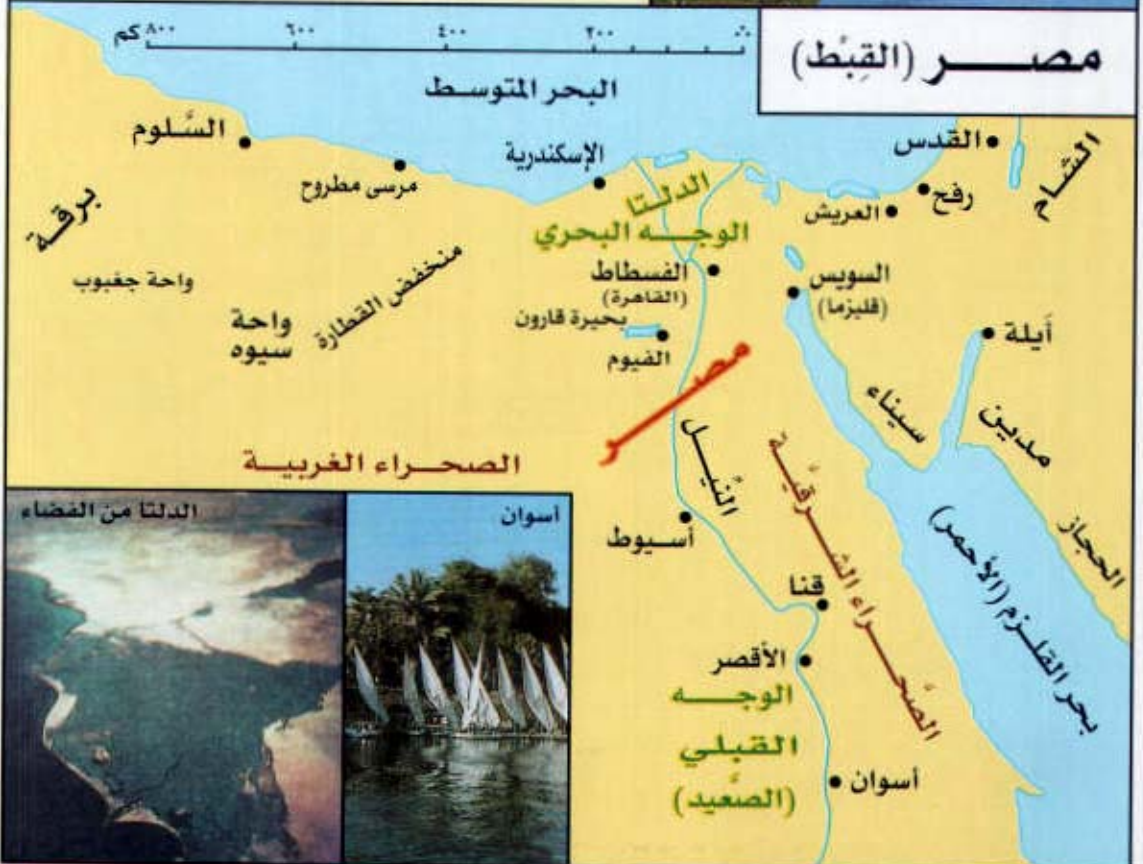 مصر (القِبْط)
٨٠٠ كم
٦٠٠
٤٠٠
٢٠٠
البحر المتوسط
السَّلوم
مرسى مطروح
الإسكندرية
القدس
الشام
رفح
العريش
الدلتا
الوجه البحري
برقة
واحة جغبوب
واحة
سيوه
منخفض القطارة
الفسطاط
(القاهرة)
بحيرة قارون
الفيوم
السويس
(قليزما)
أيلة
مصر
سيناء
مدين
الصحراء الغربية
النِّيل
الصَّحراء الشَّرقيَّة
بحر القلزم (الأحمر)
الحجاز
أسيوط
قنا
الأقصر
الوجه
القبلي
(الصَّعيد)
أسوان
الدلتا من الفضاء
أسوان